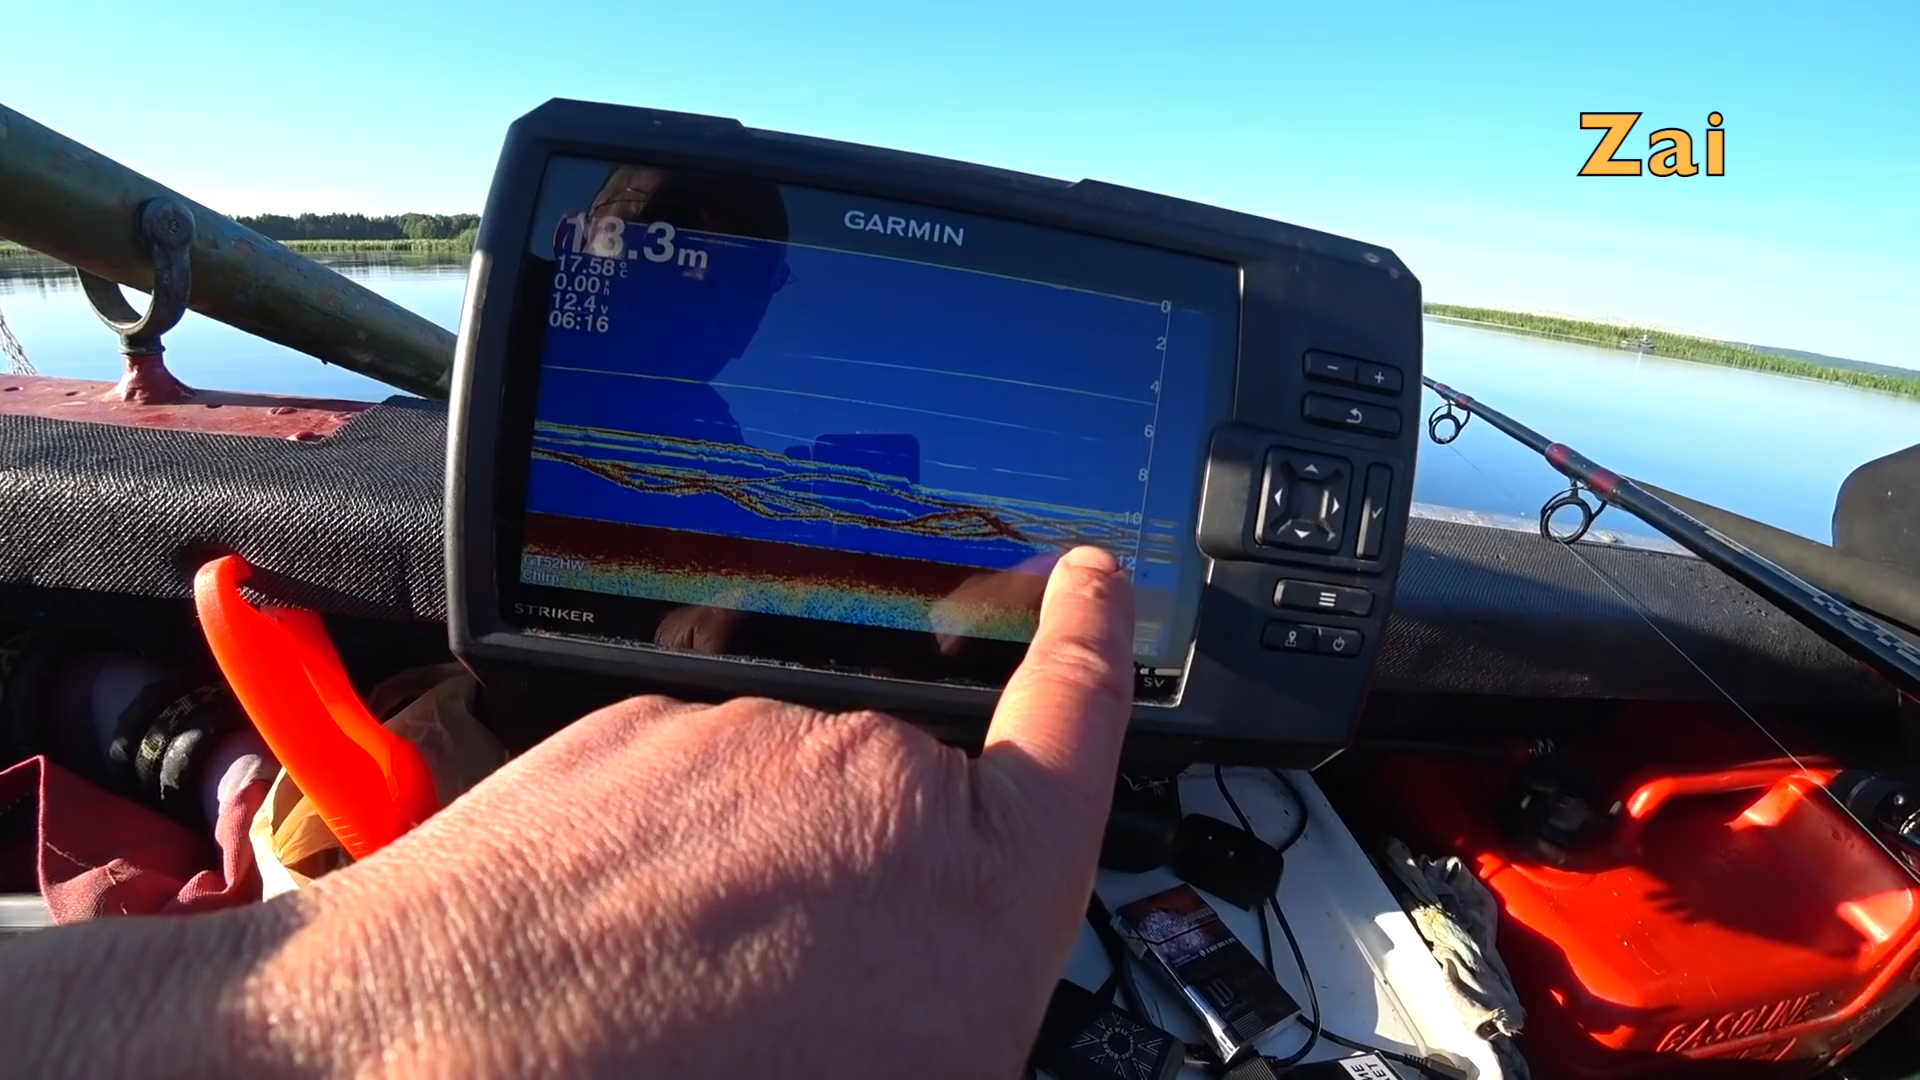 Zai
GARMIN
13.3m
17.58°C
0.00
12.4 V
06:16
0
2
4
6
8
10
12
GT52HW
Chirp
STRIKER
SV
GASOLINE